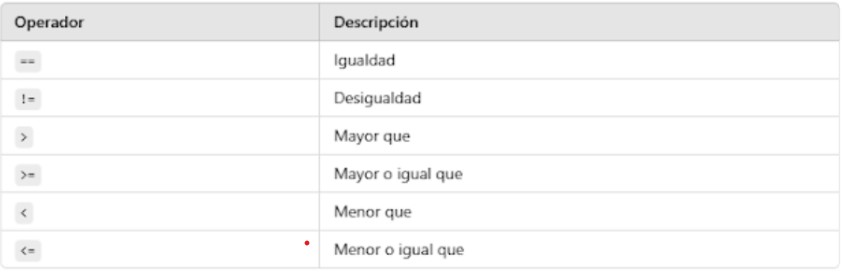 Operador Descripción
== Igualdad
!= Desigualdad
> Mayor que
>= Mayor o igual que
< Menor que
<= Menor o igual que